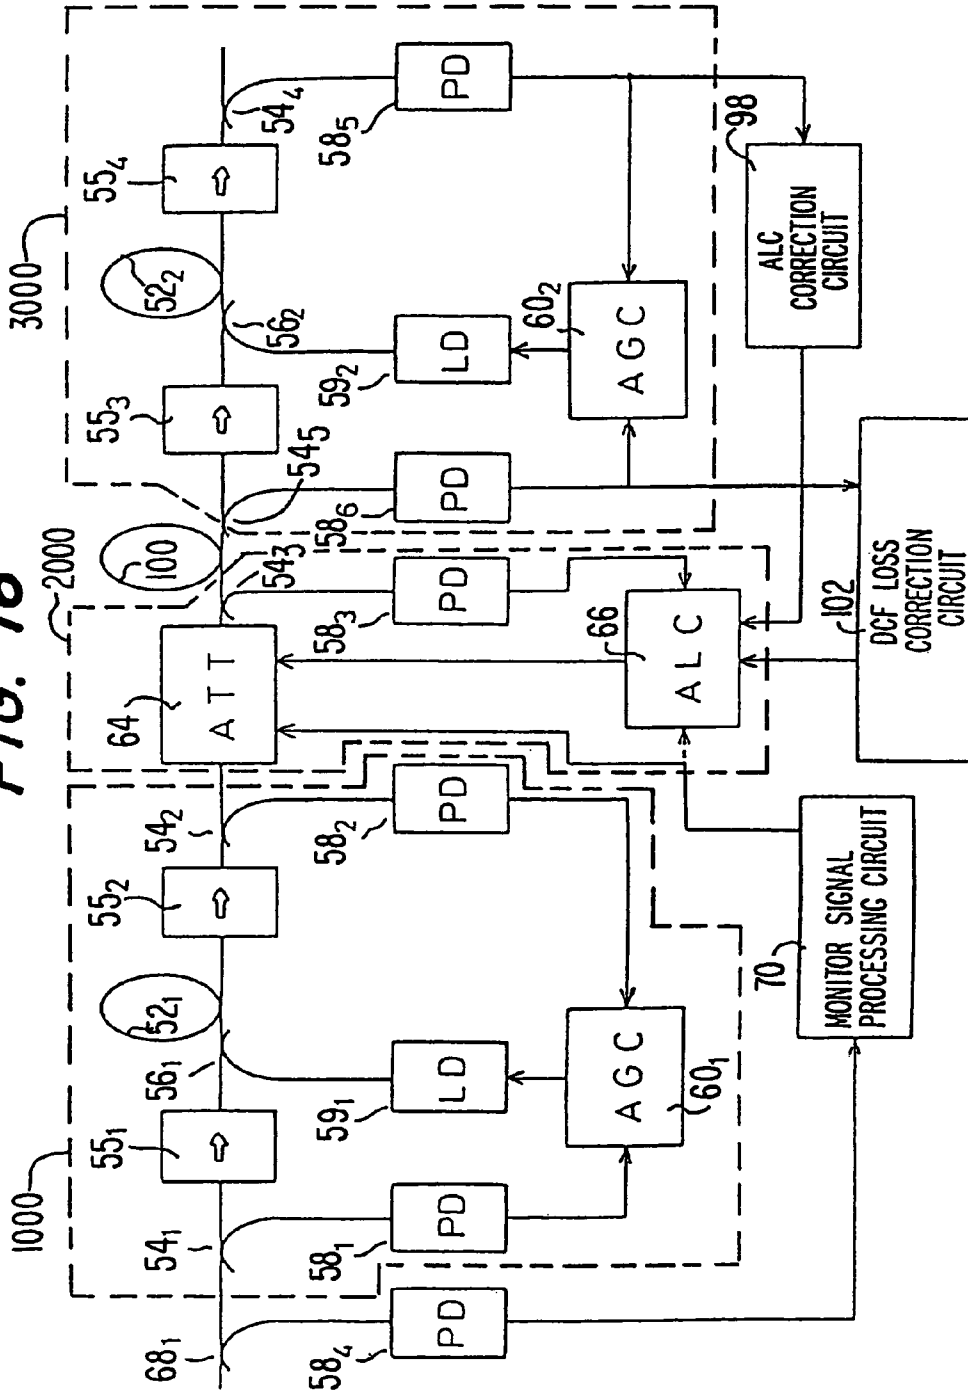 FIG.
1000
2000
3000
68₁
54₁
55₁
56₁
52₁
55₂
54₂
64
ATT
54₃
100
54₅
55₃
56₂
52₂
55₄
54₄
58₄
PD
58₁
PD
59₁
LD
58₂
PD
58₃
PD
58₆
PD
59₂
LD
58₅
PD
AGC
60₁
66
ALC
AGC
60₂
70
MONITOR SIGNAL
PROCESSING CIRCUIT
102
DCF LOSS
CORRECTION
CIRCUIT
98
ALC
CORRECTION
CIRCUIT